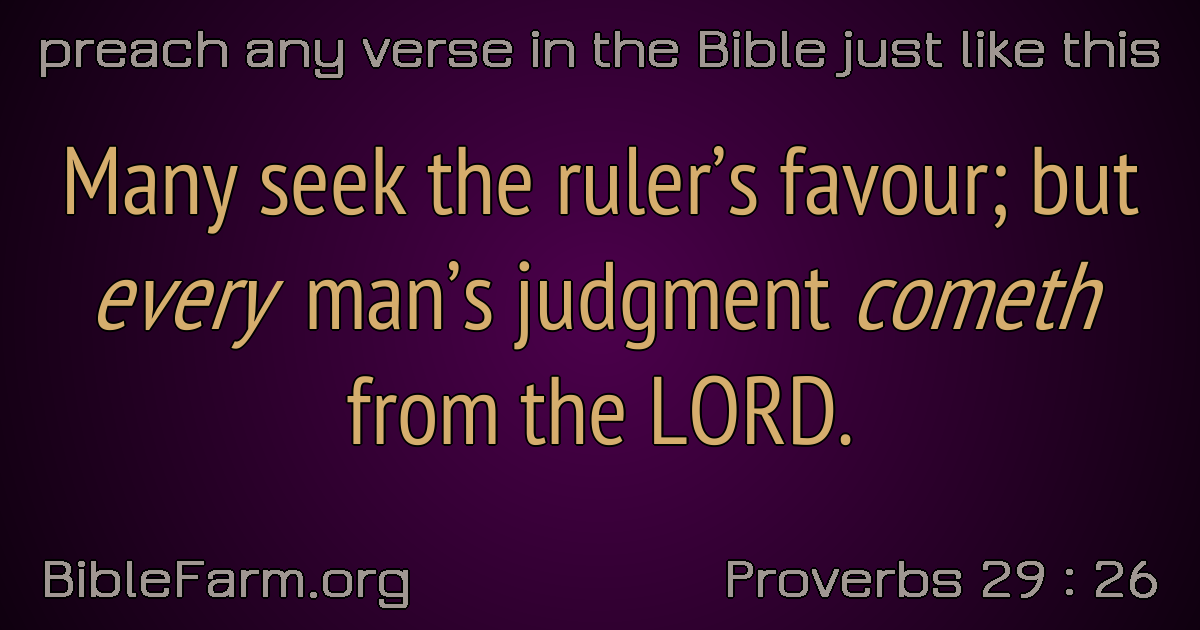 preach any verse in the Bible just like this
Many seek the ruler’s favour; but
every man’s judgment cometh
from the LORD.
BibleFarm.org
Proverbs 29 : 26